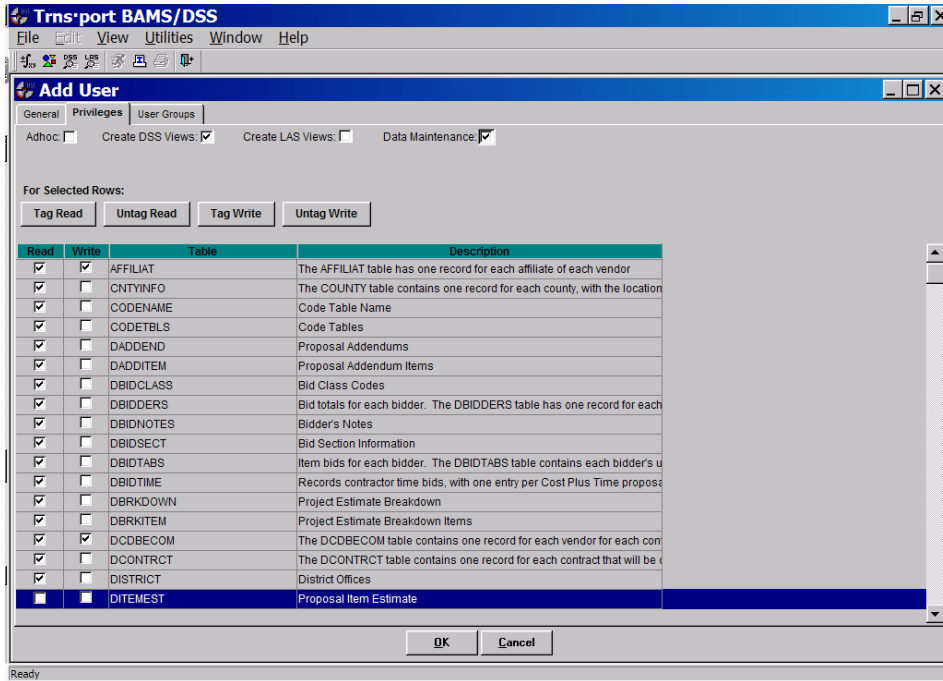 Trns·port BAMS/DSS
File Edit View Utilities Window Help
Add User
General Privileges User Groups
Adhoc: Create DSS Views: Create LAS Views: Data Maintenance:
For Selected Rows:
Tag Read Untag Read Tag Write Untag Write
Read Write Table Description
AFFILIAT The AFFILIAT table has one record for each affiliate of each vendor
CNTYINFO The COUNTY table contains one record for each county, with the location
CODENAME Code Table Name
CODETBLS Code Tables
DADDEND Proposal Addendums
DADDITEM Proposal Addendum Items
DBIDCLASS Bid Class Codes
DBIDDERS Bid totals for each bidder. The DBIDDERS table has one record for each
DBIDNOTES Bidder's Notes
DBIDSECT Bid Section Information
DBIDTABS Item bids for each bidder. The DBIDTABS table contains each bidder's u
DBIDTIME Records contractor time bids, with one entry per Cost Plus Time proposa
DBRKDOWN Project Estimate Breakdown
DBRKITEM Project Estimate Breakdown Items
DCDBECOM The DCDBECOM table contains one record for each vendor for each con
DCONTRCT The DCONTRCT table contains one record for each contract that will be
DISTRICT District Offices
DITEMEST Proposal Item Estimate
OK Cancel
Ready